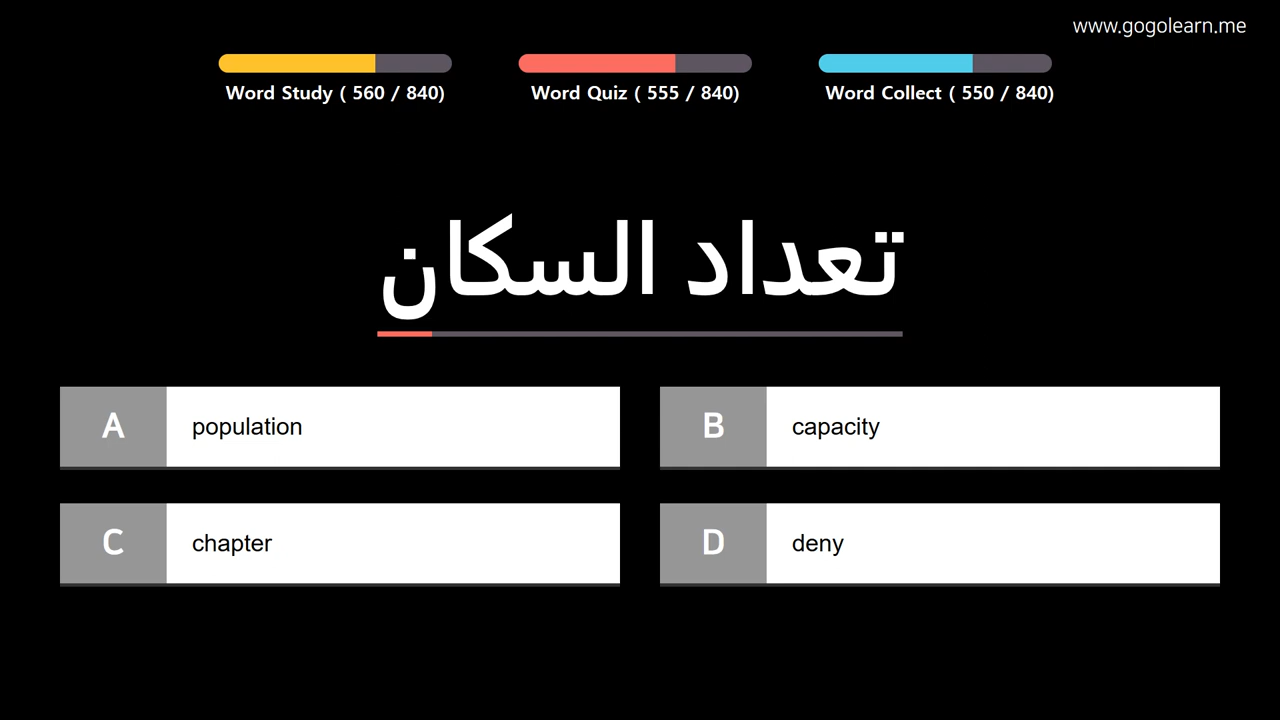 www.gogolearn.me
Word Study ( 560 / 840)
Word Quiz ( 555 / 840)
Word Collect ( 550 / 840)
تعداد السكان
A population
B capacity
C chapter
D deny